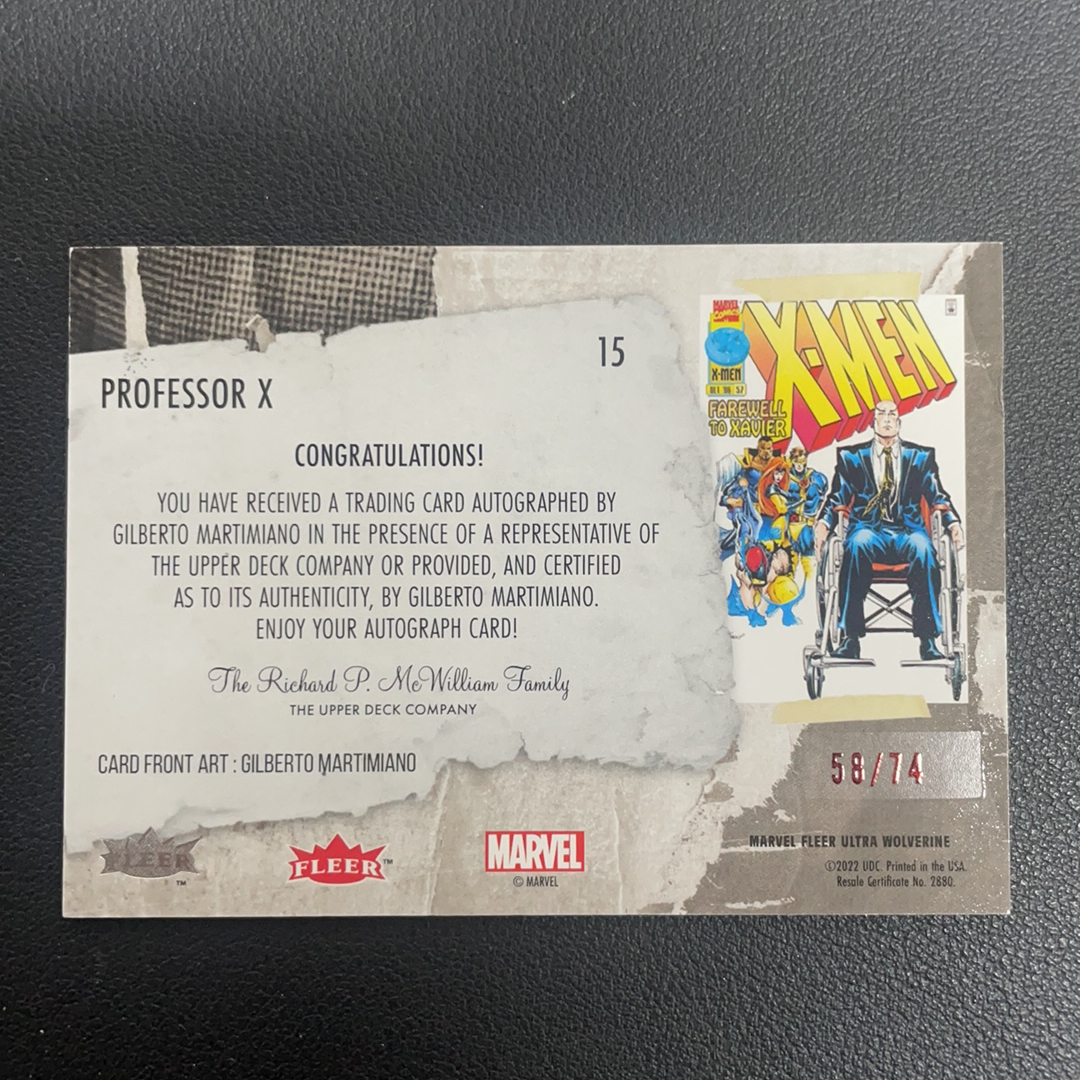 15
PROFESSOR X
CONGRATULATIONS!
YOU HAVE RECEIVED A TRADING CARD AUTOGRAPHED BY
GILBERTO MARTIMIANO IN THE PRESENCE OF A REPRESENTATIVE OF
THE UPPER DECK COMPANY OR PROVIDED, AND CERTIFIED
AS TO ITS AUTHENTICITY, BY GILBERTO MARTIMIANO.
ENJOY YOUR AUTOGRAPH CARD!
The Richard P. McWilliam Family
THE UPPER DECK COMPANY
CARD FRONT ART : GILBERTO MARTIMIANO
FLEER
™
FLEER™
MARVEL
© MARVEL
MARVEL
COMICS
X-MEN
X-MEN
57
FAREWELL
TO XAVIER
58/74
MARVEL FLEER ULTRA WOLVERINE
©2022 UDC. Printed in the USA.
Resale Certificate No. 2880.